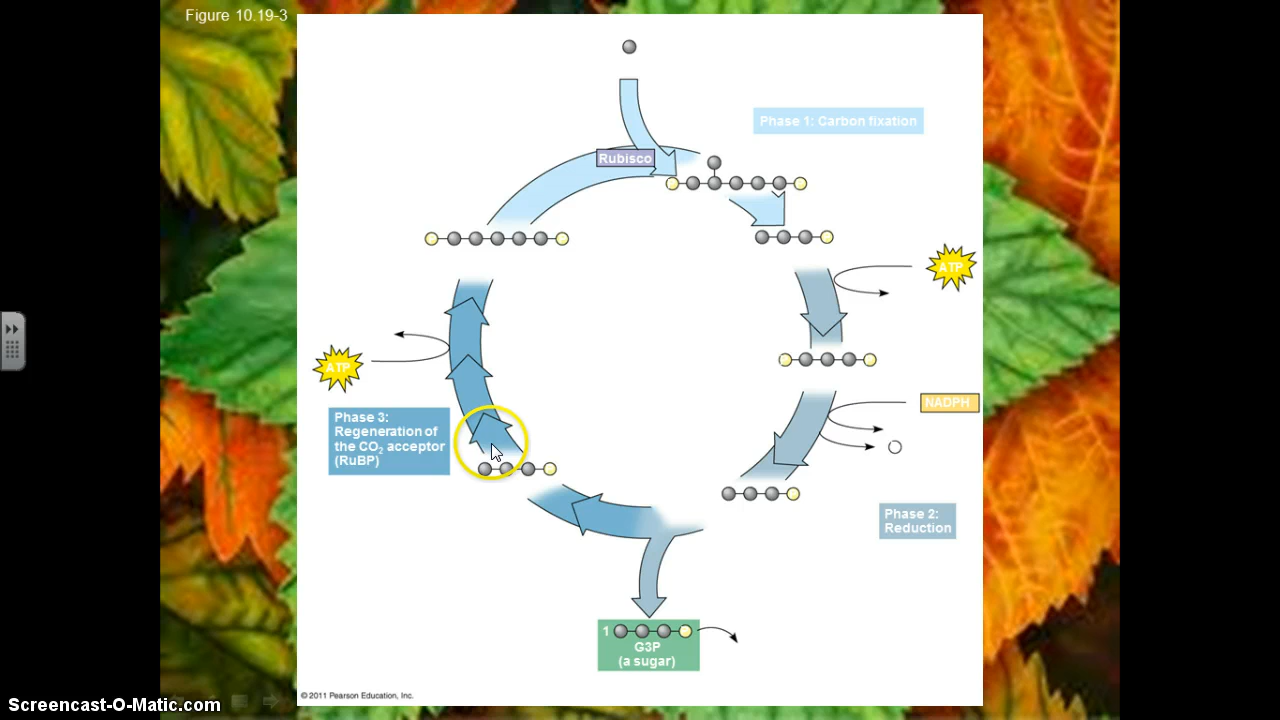 Figure 10.19-3
Phase 1: Carbon fixation
Rubisco
ATP
ATP
NADPH
Phase 3:
Regeneration of
the CO₂ acceptor
(RuBP)
Phase 2:
Reduction
1
G3P
(a sugar)
© 2011 Pearson Education, Inc.
Screencast-O-Matic.com